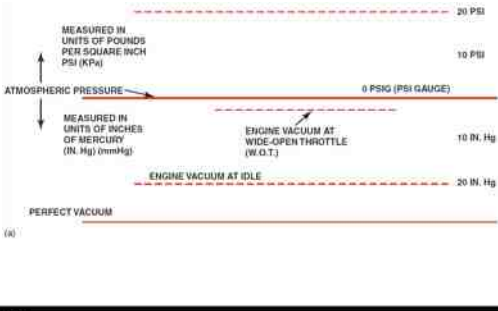 20 PSI
MEASURED IN
UNITS OF POUNDS
PER SQUARE INCH
PSI (KPa)
10 PSI
ATMOSPHERIC PRESSURE
0 PSIG (PSI GAUGE)
MEASURED IN
UNITS OF INCHES
OF MERCURY
(IN. Hg) (mmHg)
ENGINE VACUUM AT
WIDE-OPEN THROTTLE
(W.O.T.)
10 IN. Hg
ENGINE VACUUM AT IDLE
20 IN. Hg
PERFECT VACUUM
(a)